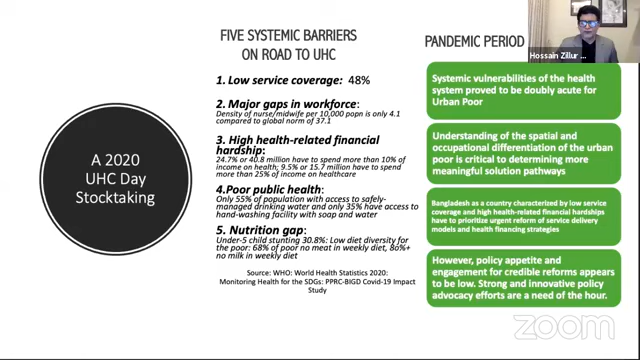 A 2020
UHC Day
Stocktaking
FIVE SYSTEMIC BARRIERS
ON ROAD TO UHC
1. Low service coverage: 48%
2. Major gaps in workforce:
Density of nurse/midwife per 10,000 popn is only 4.1
compared to global norm of 37.1
3. High health-related financial
hardship:
24.7% or 40.8 million have to spend more than 10% of
income on health; 9.5% or 15.7 million have to spend
more than 25% of income on healthcare
4.Poor public health:
Only 55% of population with access to safely-
managed drinking water and only 35% have access to
hand-washing facility with soap and water
5. Nutrition gap:
Under-5 child stunting 30.8%: Low diet diversity for
the poor: 68% of poor no meat in weekly diet, 86%+
no milk in weekly diet
Source: WHO: World Health Statistics 2020:
Monitoring Health for the SDGs: PPRC-BIGD Covid-19 Impact
Study
PANDEMIC PERIOD
Hossain Zillur ...
Systemic vulnerabilities of the health
system proved to be doubly acute for
Urban Poor
Understanding of the spatial and
occupational differentiation of the urban
poor is critical to determining more
meaningful solution pathways
Bangladesh as a country characterized by low service
coverage and high health-related financial hardships
have to prioritize urgent reform of service delivery
models and health financing strategies
However, policy appetite and
engagement for credible reforms appears
to be low. Strong and innovative policy
advocacy efforts are a need of the hour.
zoom